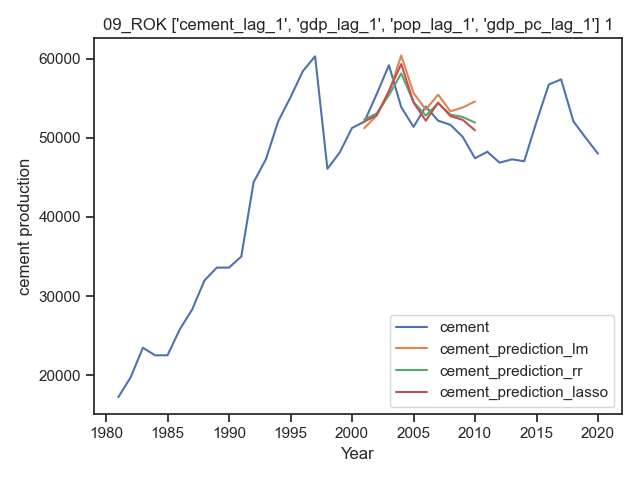 09_ROK ['cement_lag_1', 'gdp_lag_1', 'pop_lag_1', 'gdp_pc_lag_1'] 1
60000
50000
40000
30000
20000
cement production
cement
cement_prediction_lm
cement_prediction_rr
cement_prediction_lasso
1980 1985 1990 1995 2000 2005 2010 2015 2020
Year